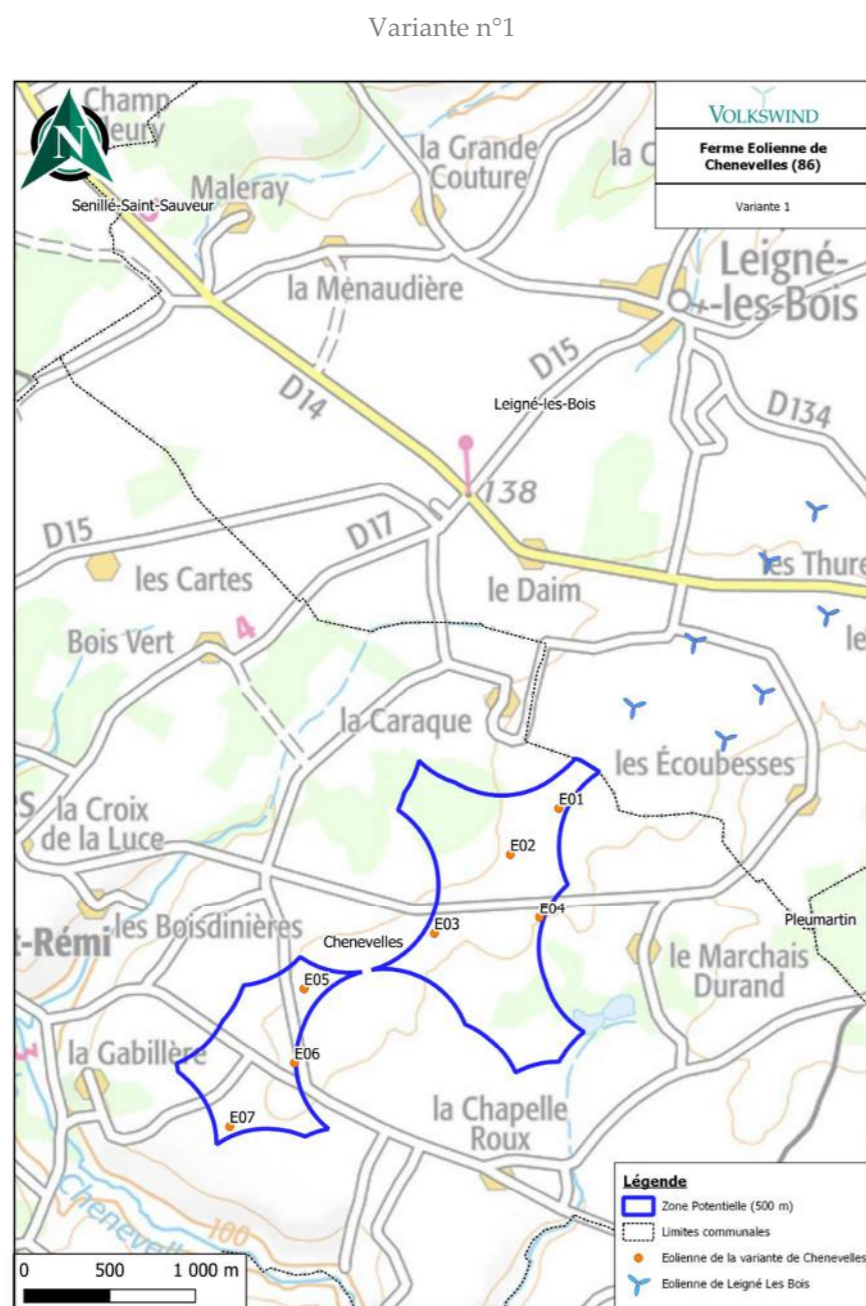 Variante n°1
VOLKSWIND
Ferme Eolienne de
Chenevelles (86)
Variante 1
N
Champ
fleury
la Grande
Couture
la C
Maleray
Senillé-Saint-Sauveur
Leigné-
-les-Bois
la Ménaudière
D15
D14
Leigné-les-Bois
D134
138
D15
D17
les Thure
les Cartes
le Daim
4
Bois Vert
le
la Caraque
les Écoubesses
la Croix
de la Luce
E01
E02
E04
E03
Pleumartin
les Boisdinières
Chenevelles
t-Rémi
le Marchais
Durand
E05
la Gabillère
E06
3
la Chapelle
Roux
E07
Chenevell
100
Légende
Zone Potentielle (500 m)
Limites communales
Eolienne de la variante de Chenevelles
Eolienne de Leigné Les Bois
0 500 1 000 m